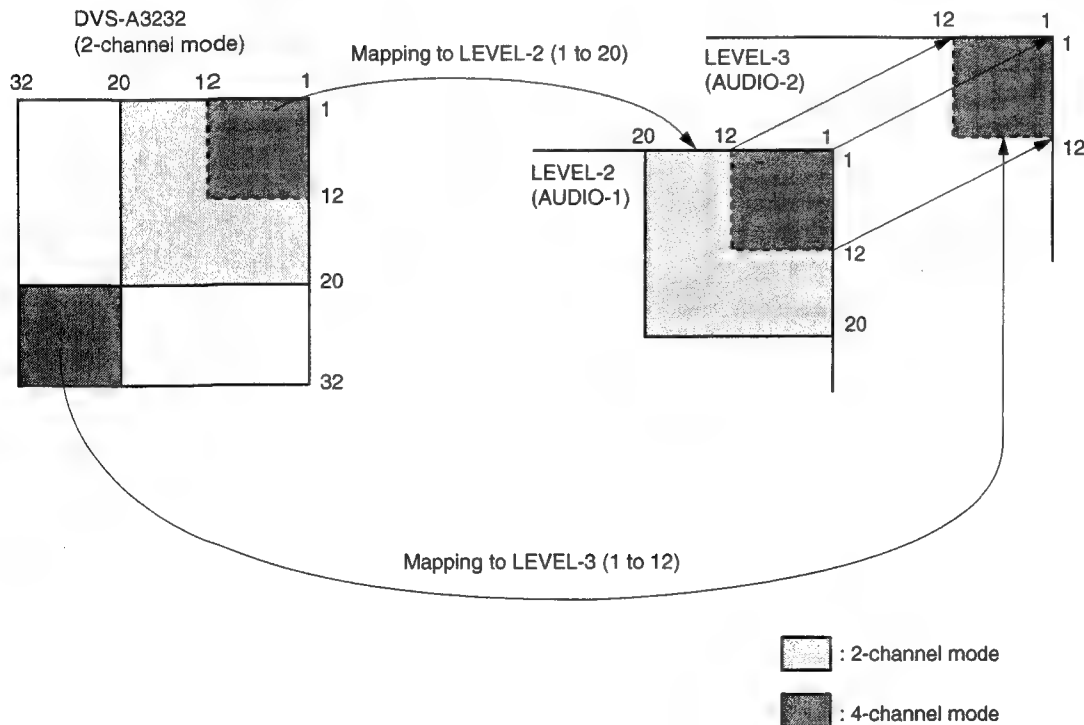 DVS-A3232
(2-channel mode)
32 20 12 1
1
12
20
32
Mapping to LEVEL-2 (1 to 20)
12 1
LEVEL-3
(AUDIO-2)
1
12
20 12 1
LEVEL-2
(AUDIO-1)
1
12
20
Mapping to LEVEL-3 (1 to 12)
: 2-channel mode
: 4-channel mode